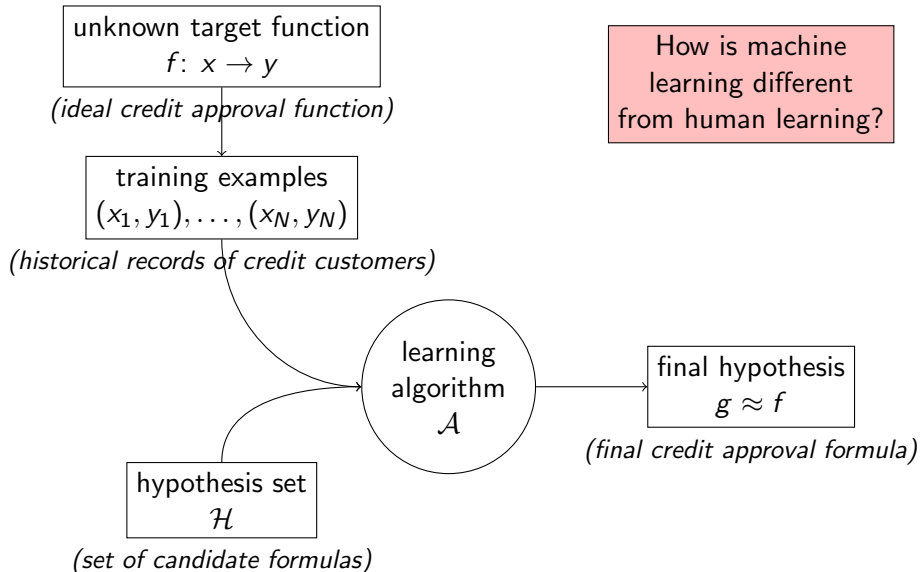 unknown target function
f: x → y
(ideal credit approval function)
How is machine
learning different
from human learning?
training examples
(x₁, y₁), . . . , (x_N, y_N)
(historical records of credit customers)
learning
algorithm
𝒜
final hypothesis
g ≈ f
(final credit approval formula)
hypothesis set
ℋ
(set of candidate formulas)